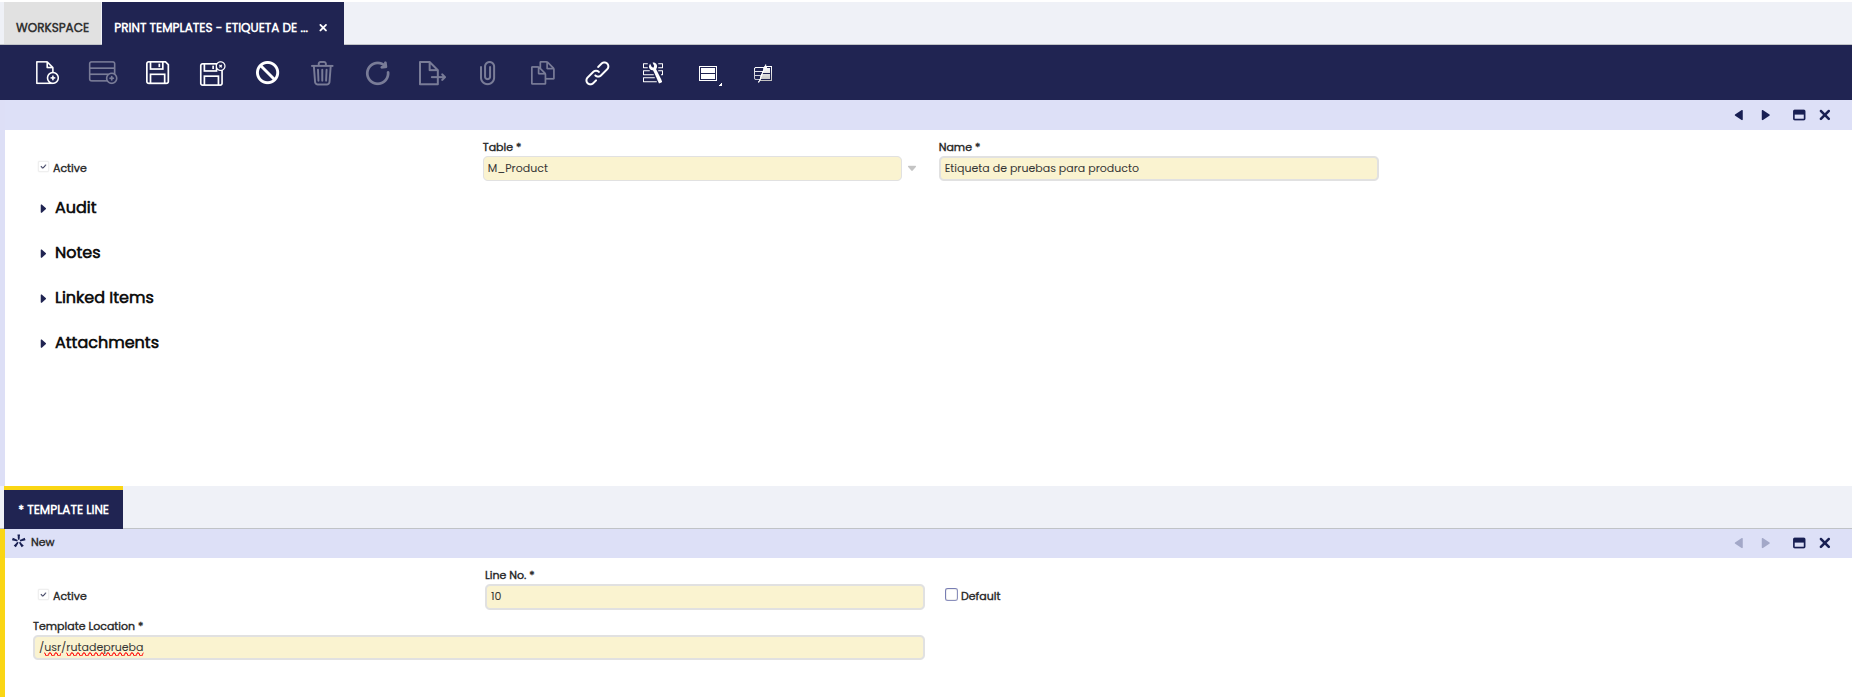 WORKSPACE
PRINT TEMPLATES - ETIQUETA DE ...
Table *
Name *
Active
M_Product
Etiqueta de pruebas para producto
Audit
Notes
Linked Items
Attachments
* TEMPLATE LINE
New
Line No. *
Active
10
Default
Template Location *
/usr/rutadeprueba